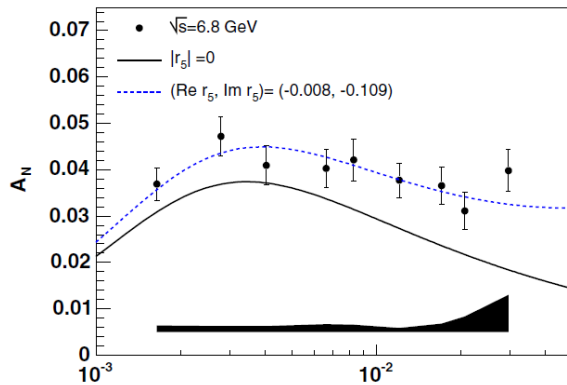 0.07
√s=6.8 GeV
|r₅| =0
0.06
(Re r₅, Im r₅)= (-0.008, -0.109)
0.05
0.04
A_N
0.03
0.02
0.01
0
10⁻³
10⁻²